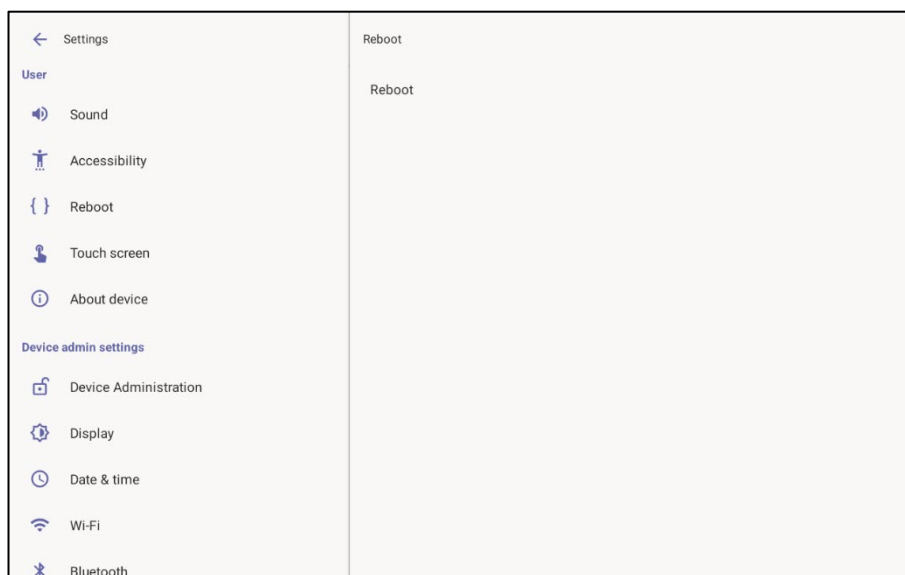 Settings
User
Sound
Accessibility
Reboot
Touch screen
About device
Device admin settings
Device Administration
Display
Date & time
Wi-Fi
Bluetooth
Reboot
Reboot